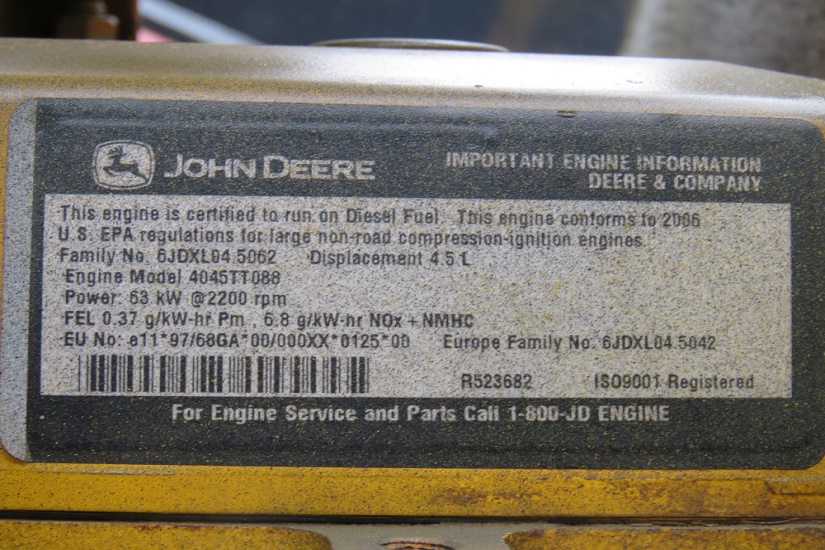 JOHN DEERE
IMPORTANT ENGINE INFORMATION
DEERE & COMPANY
This engine is certified to run on Diesel Fuel. This engine conforms to 2006
U.S. EPA regulations for large non-road compression-ignition engines.
Family No. 6JDXL04.5062 Displacement 4.5 L
Engine Model 4045TT088
Power: 63 kW @2200 rpm
FEL 0.37 g/kW-hr Pm , 6.8 g/kW-hr NOx + NMHC
EU No: e11*97/68GA*00/000XX*0125*00 Europe Family No. 6JDXL04.5042
R523682 ISO9001 Registered
For Engine Service and Parts Call 1-800-JD ENGINE